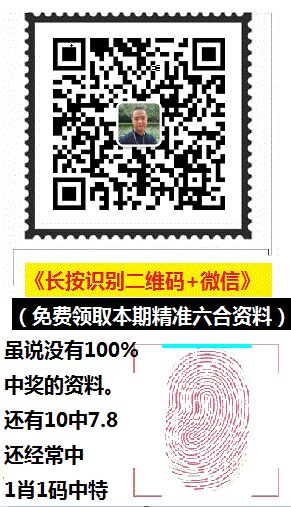 《长按识别二维码+微信》
（免费领取本期精准六合资料）
虽说没有100%
中奖的资料。
还有10中7.8
还经常中
1肖1码中特